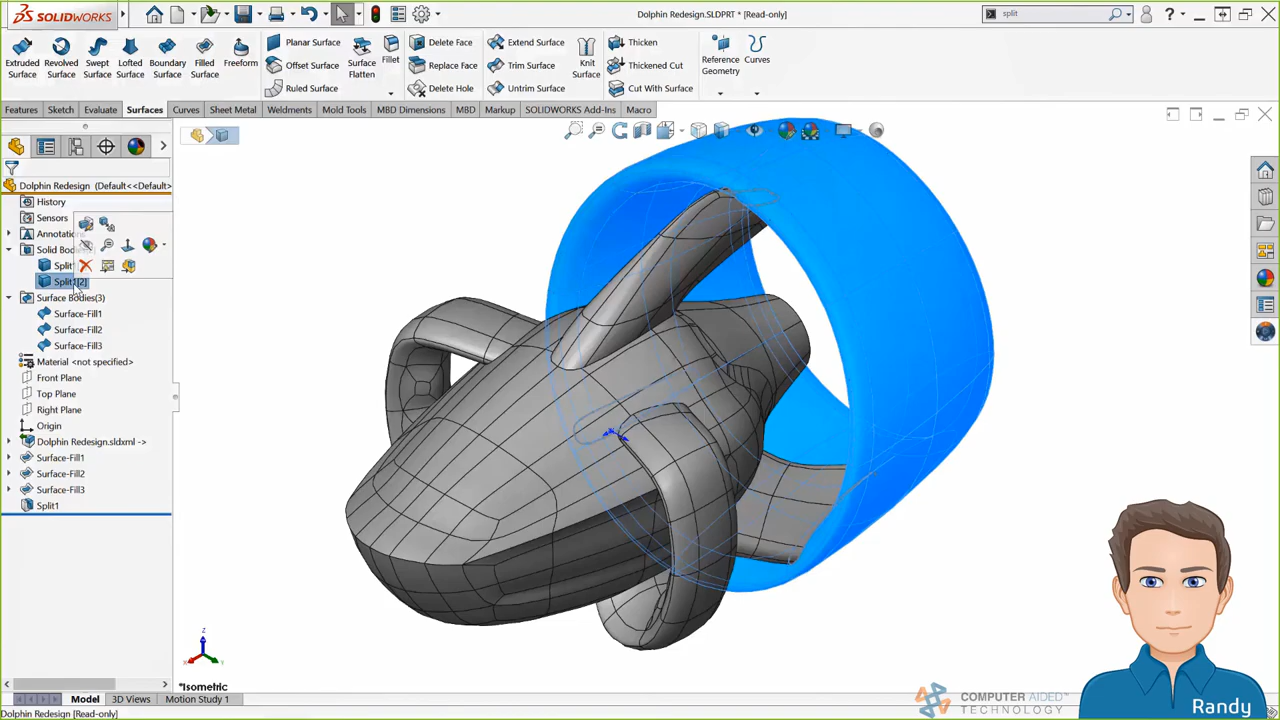 SOLIDWORKS
Dolphin Redesign.SLDPRT * [Read-only]
split
Extruded Surface
Revolved Surface
Swept Surface
Lofted Surface
Boundary Surface
Filled Surface
Freeform
Planar Surface
Offset Surface
Ruled Surface
Surface Flatten
Fillet
Delete Face
Replace Face
Delete Hole
Extend Surface
Trim Surface
Untrim Surface
Knit Surface
Thicken
Thickened Cut
Cut With Surface
Reference Geometry
Curves
Features
Sketch
Evaluate
Surfaces
Curves
Sheet Metal
Weldments
Mold Tools
MBD Dimensions
MBD
Markup
SOLIDWORKS Add-Ins
Macro
Dolphin Redesign (Default<<Default>
History
Sensors
Annotations
Solid Bod
Split
Split1[2]
Surface Bodies(3)
Surface-Fill1
Surface-Fill2
Surface-Fill3
Material <not specified>
Front Plane
Top Plane
Right Plane
Origin
Dolphin Redesign.sldxml ->
Surface-Fill1
Surface-Fill2
Surface-Fill3
Split1
Z
X
Y
*Isometric
Model
3D Views
Motion Study 1
Dolphin Redesign [Read-only]
COMPUTER AIDED
TECHNOLOGY
Randy